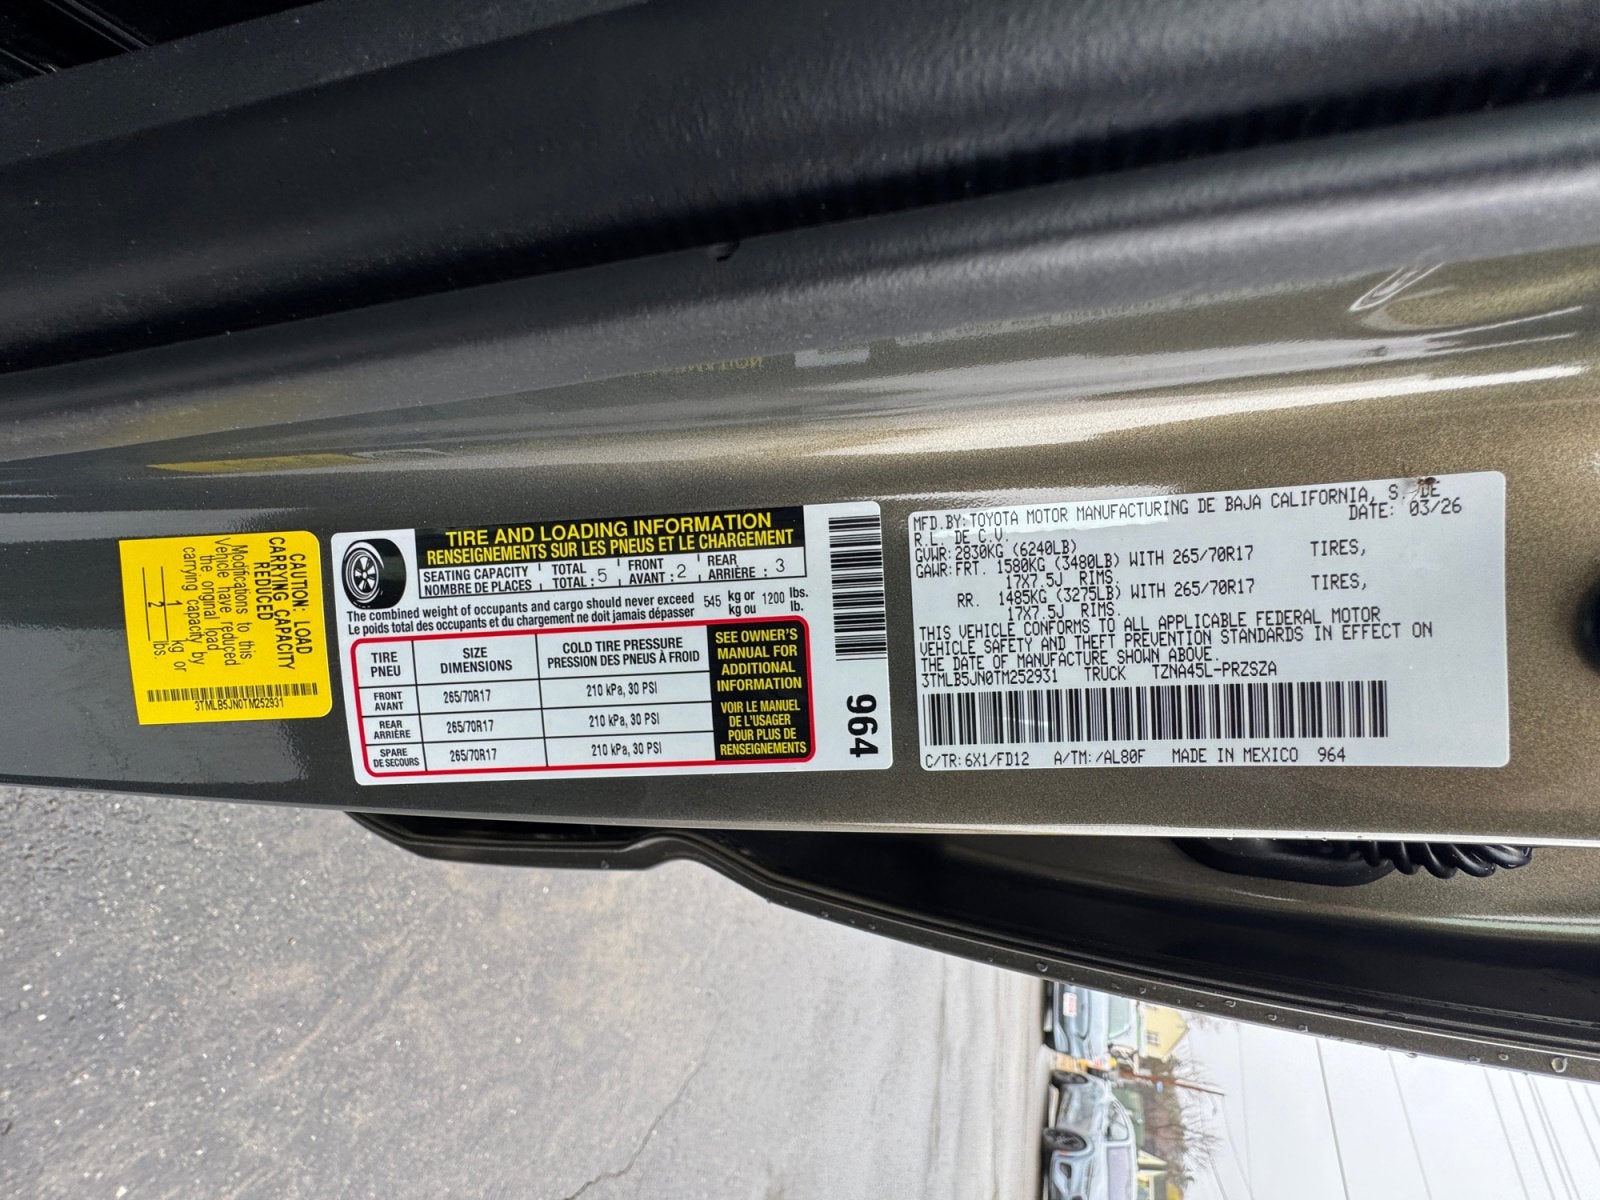 CAUTION: LOAD
CARRYING CAPACITY
REDUCED
Modifications to this
Vehicle have reduced
the original load
carrying capacity by
1 kg or
2 lbs.
3TMLB5JN0TM252931
TIRE AND LOADING INFORMATION
RENSEIGNEMENTS SUR LES PNEUS ET LE CHARGEMENT
SEATING CAPACITY TOTAL FRONT REAR
NOMBRE DE PLACES TOTAL : 5 AVANT : 2 ARRIÈRE : 3
The combined weight of occupants and cargo should never exceed 545 kg or 1200 lbs.
Le poids total des occupants et du chargement ne doit jamais dépasser kg ou lb.
TIRE SIZE COLD TIRE PRESSURE
PNEU DIMENSIONS PRESSION DES PNEUS À FROID
FRONT
AVANT 265/70R17 210 kPa, 30 PSI
REAR
ARRIÈRE 265/70R17 210 kPa, 30 PSI
SPARE
DE SECOURS 265/70R17 210 kPa, 30 PSI
SEE OWNER'S
MANUAL FOR
ADDITIONAL
INFORMATION
VOIR LE MANUEL
DE L'USAGER
POUR PLUS DE
RENSEIGNEMENTS
964
MFD.BY:TOYOTA MOTOR MANUFACTURING DE BAJA CALIFORNIA, S. DE
R.L. DE C.V. DATE: 03/26
GVWR:2830KG (6240LB)
GAWR:FRT. 1580KG (3480LB) WITH 265/70R17 TIRES,
17X7.5J RIMS.
RR. 1485KG (3275LB) WITH 265/70R17 TIRES,
17X7.5J RIMS.
THIS VEHICLE CONFORMS TO ALL APPLICABLE FEDERAL MOTOR
VEHICLE SAFETY AND THEFT PREVENTION STANDARDS IN EFFECT ON
THE DATE OF MANUFACTURE SHOWN ABOVE.
3TMLB5JN0TM252931 TRUCK TZNA45L-PRZSZA
C/TR:6X1/FD12 A/TM:/AL80F MADE IN MEXICO 964